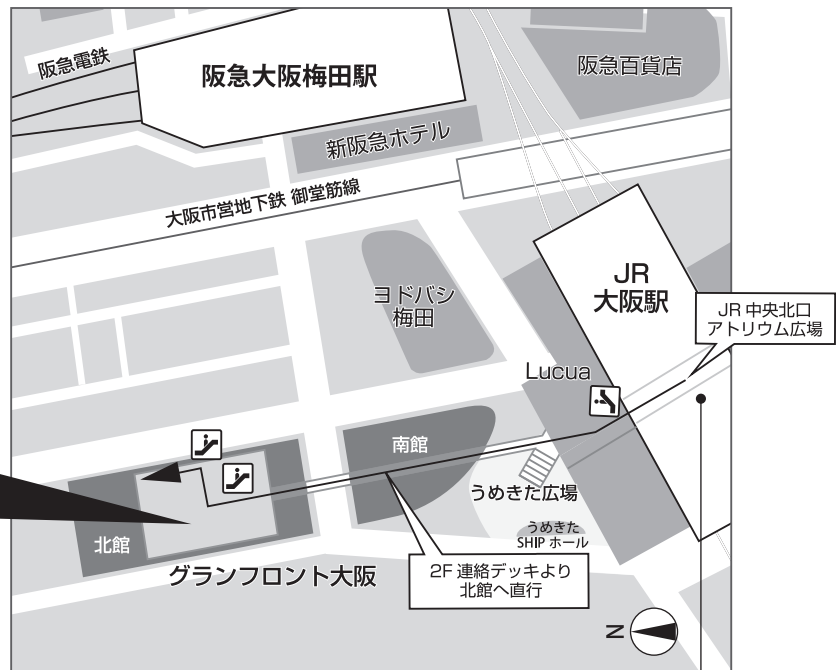 阪急電鉄
阪急大阪梅田駅
阪急百貨店
新阪急ホテル
大阪市営地下鉄 御堂筋線
ヨドバシ
梅田
JR
大阪駅
JR 中央北口
アトリウム広場
Lucua
南館
うめきた広場
うめきた
SHIP ホール
北館
グランフロント大阪
2F 連絡デッキより
北館へ直行
N